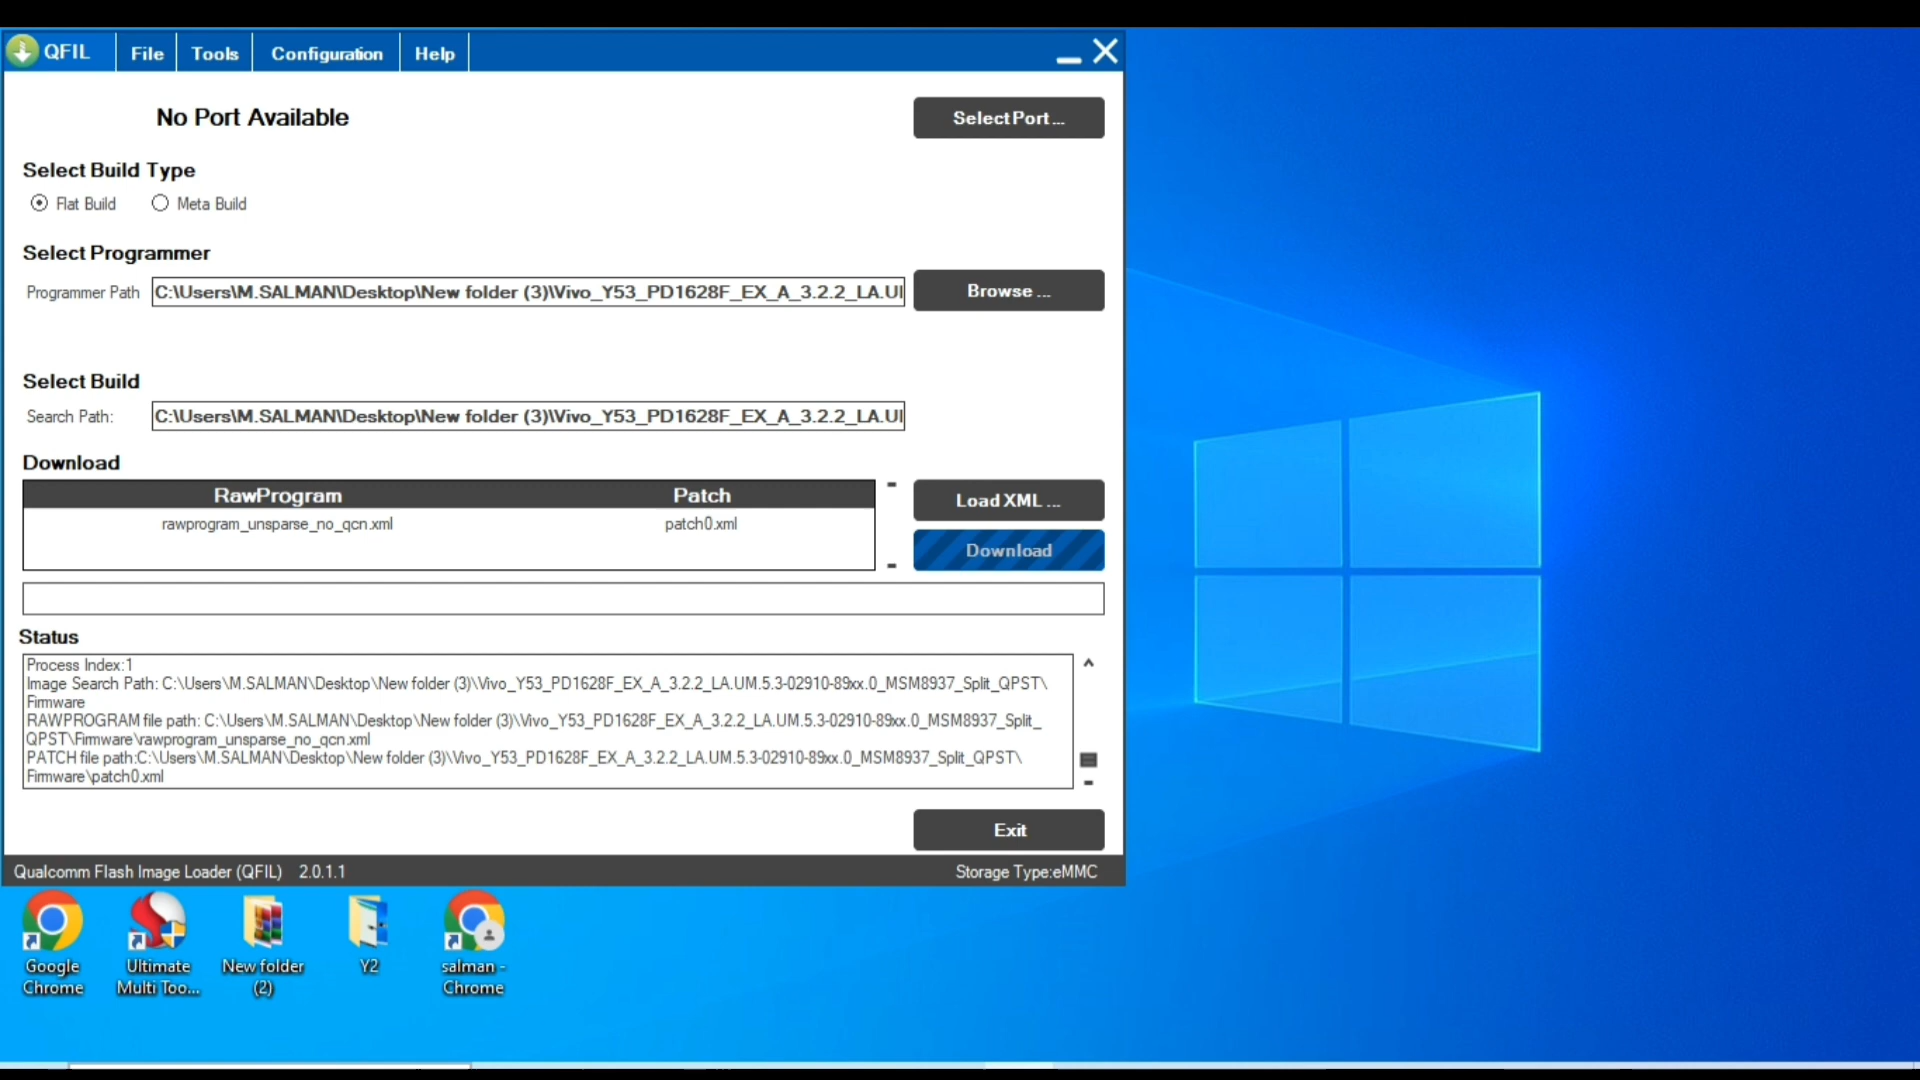 QFIL File Tools Configuration Help
No Port Available
Select Port ...
Select Build Type
Flat Build Meta Build
Select Programmer
Programmer Path C:\Users\M.SALMAN\Desktop\New folder (3)\Vivo_Y53_PD1628F_EX_A_3.2.2_LA.UI
Browse ...
Select Build
Search Path: C:\Users\M.SALMAN\Desktop\New folder (3)\Vivo_Y53_PD1628F_EX_A_3.2.2_LA.UI
Download
RawProgram Patch
rawprogram_unsparse_no_qcn.xml patch0.xml
Load XML ...
Download
Status
Process Index:1
Image Search Path: C:\Users\M.SALMAN\Desktop\New folder (3)\Vivo_Y53_PD1628F_EX_A_3.2.2_LA.UM.5.3-02910-89xx.0_MSM8937_Split_QPST\
Firmware
RAWPROGRAM file path: C:\Users\M.SALMAN\Desktop\New folder (3)\Vivo_Y53_PD1628F_EX_A_3.2.2_LA.UM.5.3-02910-89xx.0_MSM8937_Split_
QPST\Firmware\rawprogram_unsparse_no_qcn.xml
PATCH file path:C:\Users\M.SALMAN\Desktop\New folder (3)\Vivo_Y53_PD1628F_EX_A_3.2.2_LA.UM.5.3-02910-89xx.0_MSM8937_Split_QPST\
Firmware\patch0.xml
Exit
Qualcomm Flash Image Loader (QFIL) 2.0.1.1
Storage Type:eMMC
Google
Chrome
Ultimate
Multi Too...
New folder
(2)
Y2
salman -
Chrome